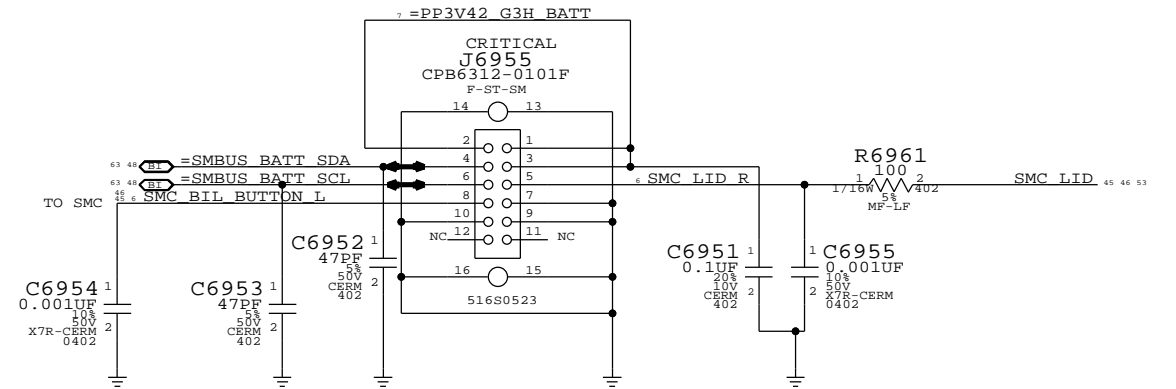 7 =PP3V42_G3H_BATT
CRITICAL
J6955
CPB6312-0101F
F-ST-SM
14 13
2 1
4 3
6 5
8 7
10 9
NC 12 11 NC
16 15
516S0523
63 48 BI =SMBUS_BATT_SDA
63 48 BI =SMBUS_BATT_SCL
TO SMC 46 45 6 SMC_BIL_BUTTON_L
6 SMC_LID_R
R6961
100
1 2
1/16W 402
5%
MF-LF
SMC_LID 45 46 53
C6954 1
0.001UF
10%
50V
X7R-CERM 2
0402
C6953 1
47PF
5%
50V
CERM 2
402
C6952 1
47PF
5%
50V
CERM 2
402
C6951 1
0.1UF
20%
10V
CERM 2
402
1 C6955
0.001UF
10%
50V
2 X7R-CERM
0402